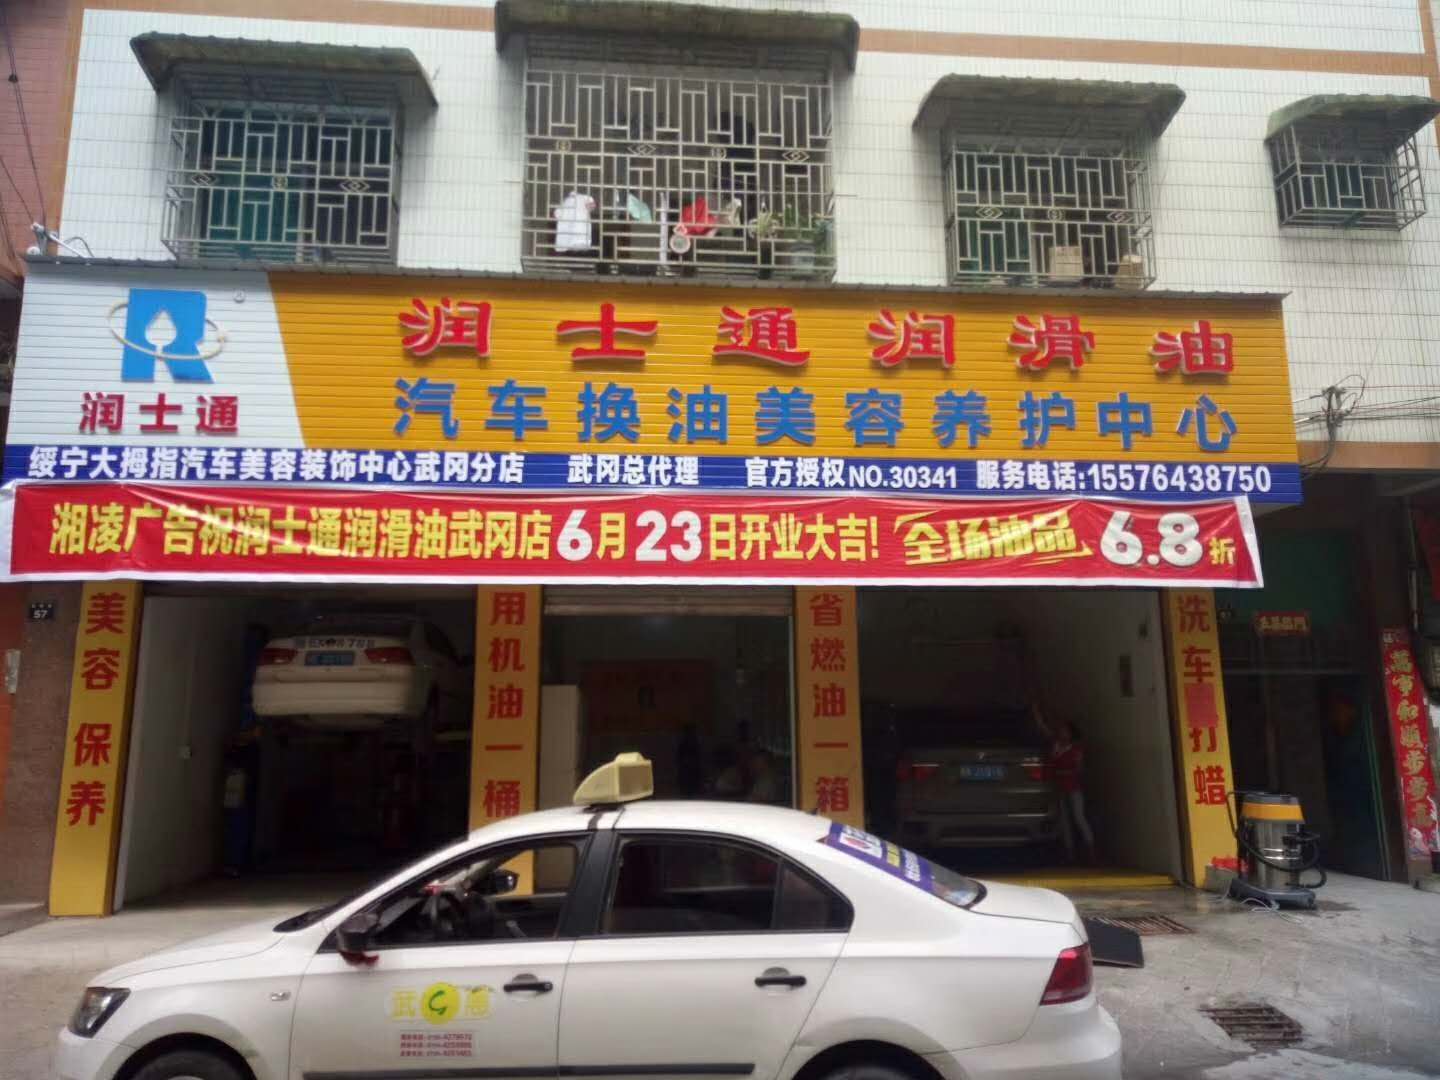 R
润士通
润士通润滑油
汽车换油美容养护中心
绥宁大拇指汽车美容装饰中心武冈分店 武冈总代理 官方授权NO.30341 服务电话:15576438750
湘凌广告祝润士通润滑油武冈店6月23日开业大吉! 全场油品 6.8折
57
美容 保养
用机油一桶
省燃油一箱
洗车打蜡